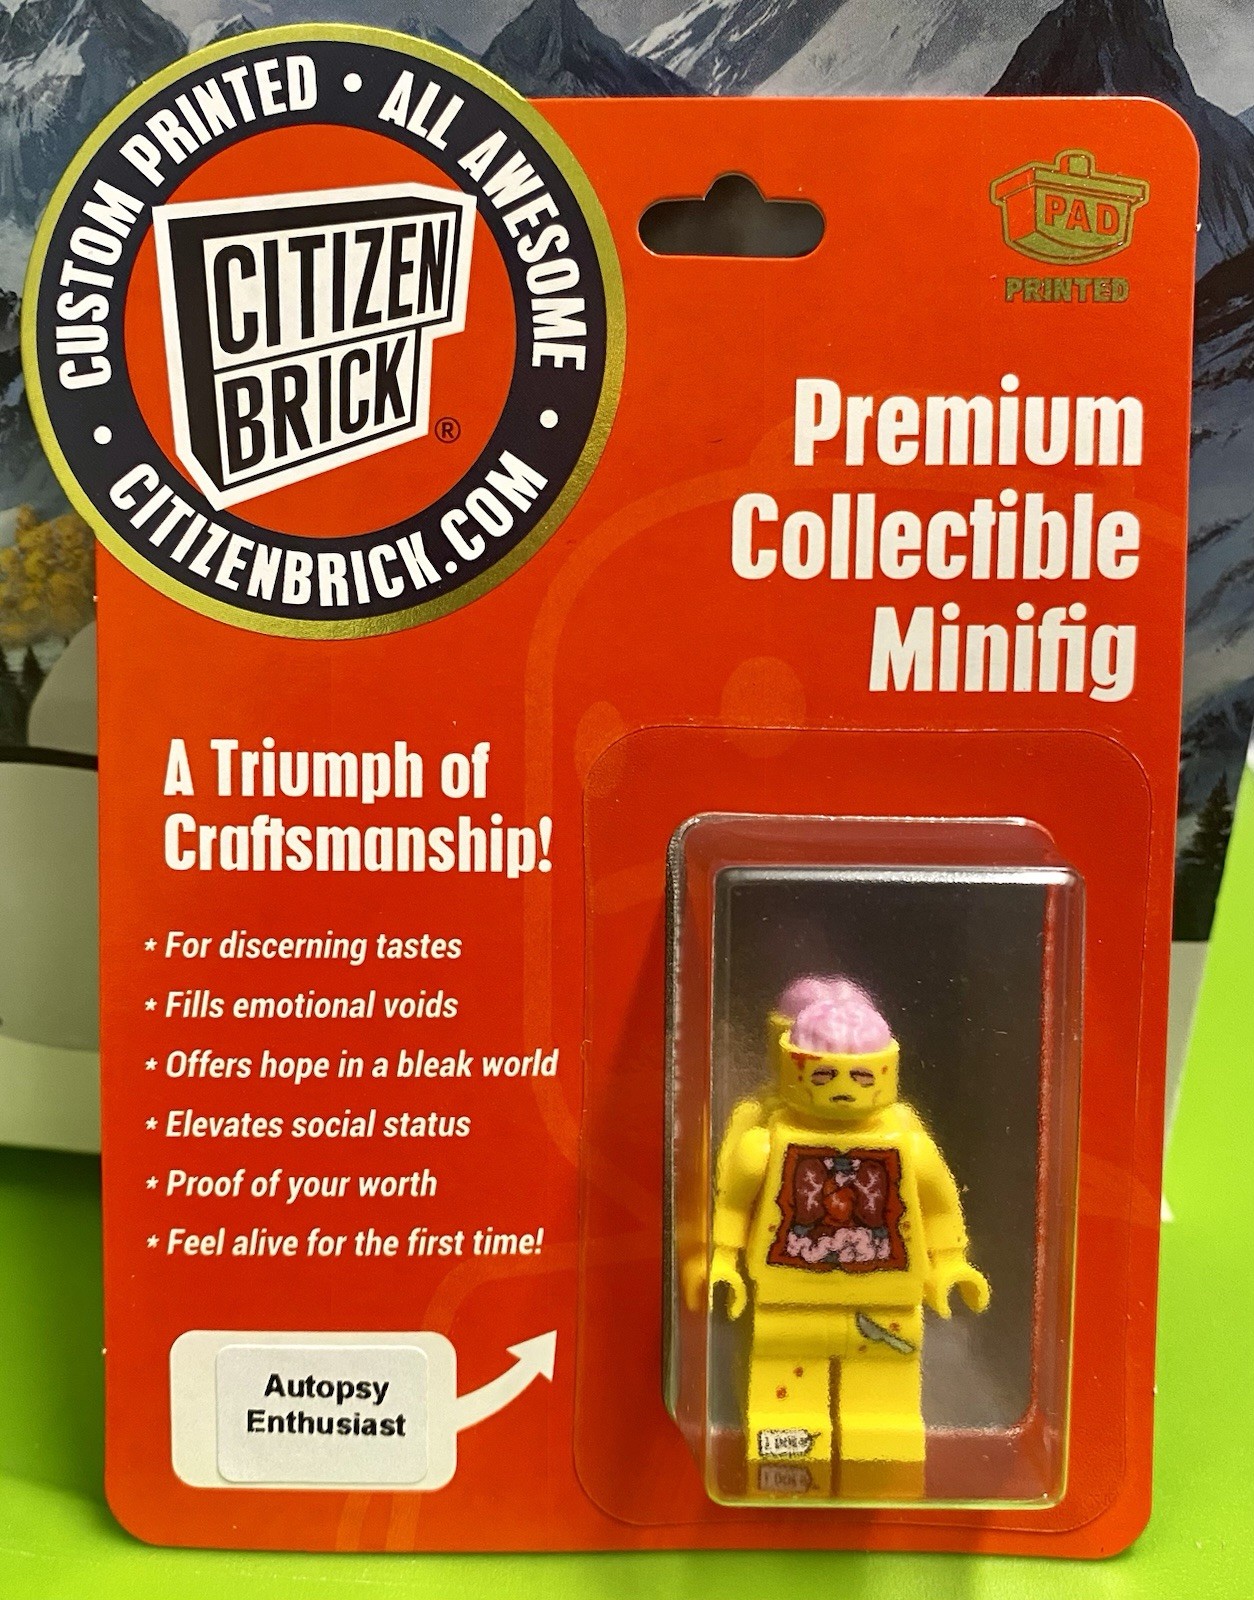 CUSTOM PRINTED • ALL AWESOME
• CITIZENBRICK.COM •
CITIZEN
BRICK®
PAD
PRINTED
Premium
Collectible
Minifig
A Triumph of
Craftsmanship!
* For discerning tastes
* Fills emotional voids
* Offers hope in a bleak world
* Elevates social status
* Proof of your worth
* Feel alive for the first time!
Autopsy
Enthusiast